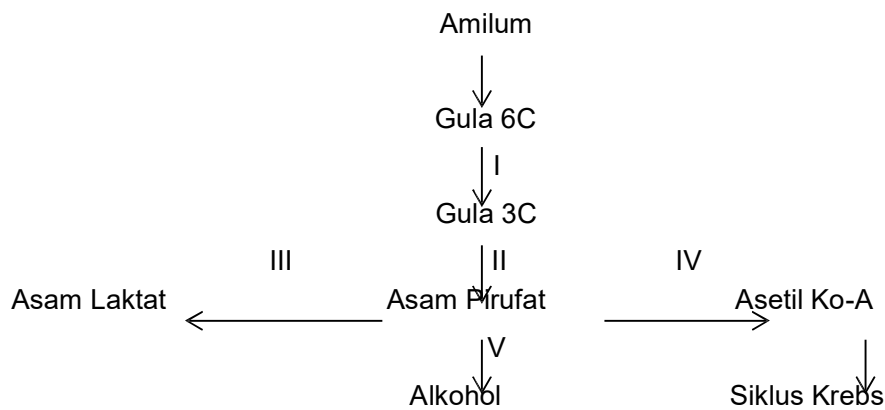 Amilum
Gula 6C
I
Gula 3C
III II IV
Asam Laktat Asam Pirufat Asetil Ko-A
V
Alkohol Siklus Krebs